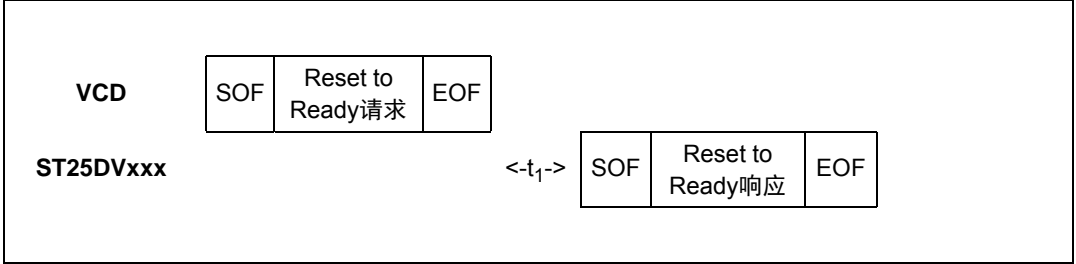 VCD SOF Reset to Ready请求 EOF
ST25DVxxx <-t1-> SOF Reset to Ready响应 EOF